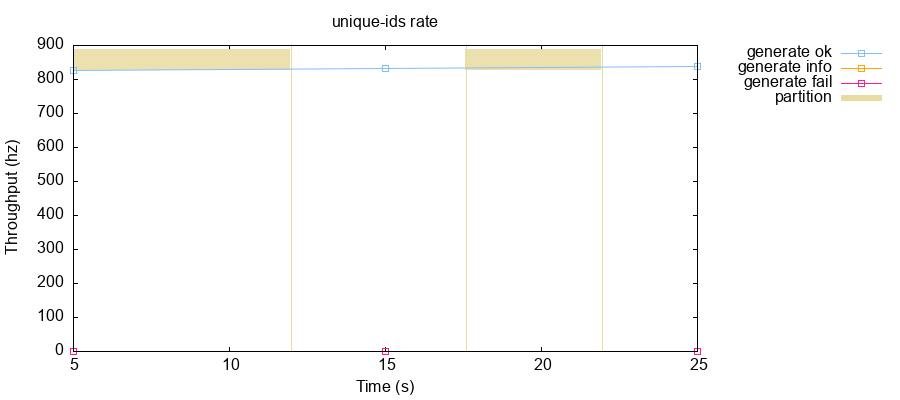 unique-ids rate
900
800
700
600
500
400
300
200
100
0
Throughput (hz)
5
10
15
20
25
Time (s)
generate ok
generate info
generate fail
partition